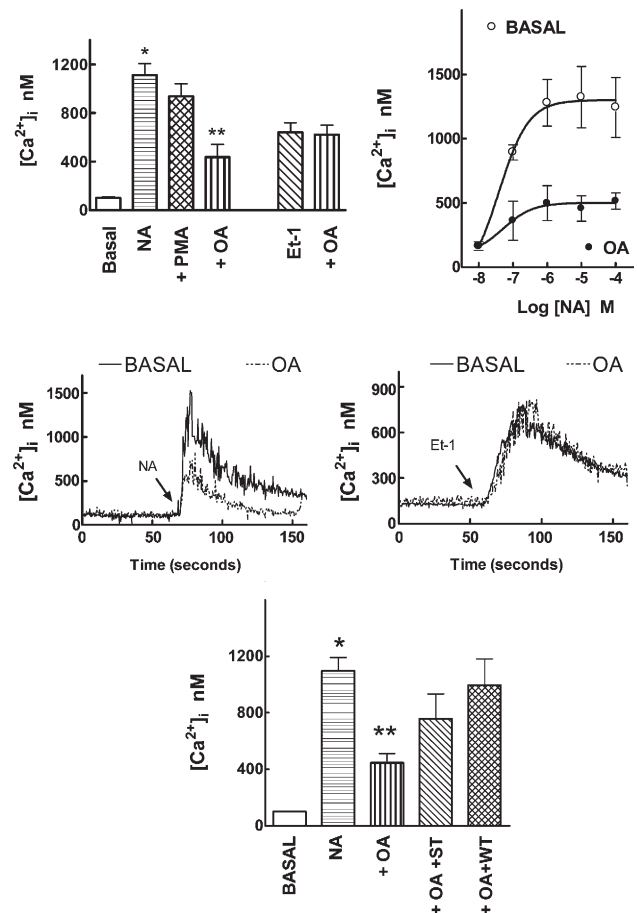 [Ca²⁺]ᵢ nM
1200
800
400
0
*
**
Basal
NA
+ PMA
+ OA
Et-1
+ OA
BASAL
[Ca²⁺]ᵢ nM
1500
1000
500
0
OA
-8 -7 -6 -5 -4
Log [NA] M
BASAL OA
[Ca²⁺]ᵢ nM
1500
1000
500
0
NA
0 50 100 150
Time (seconds)
BASAL OA
[Ca²⁺]ᵢ nM
900
600
300
0
Et-1
0 50 100 150
Time (seconds)
[Ca²⁺]ᵢ nM
1200
800
400
0
*
**
BASAL
NA
+ OA
+ OA +ST
+ OA+WT